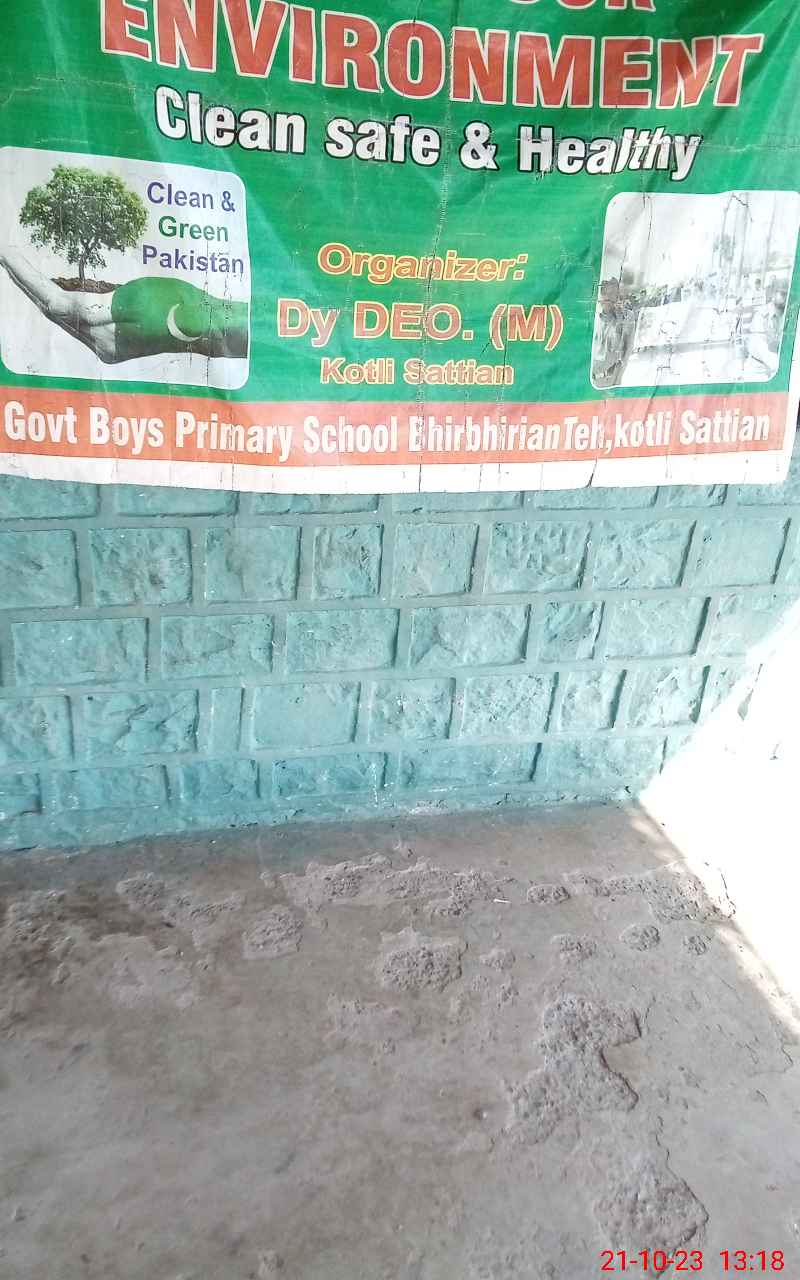 OUR
ENVIRONMENT
Clean safe & Healthy
Clean &
Green
Pakistan
Organizer:
Dy DEO. (M)
Kotli Sattian
Govt Boys Primary School Bhirbhirian Teh,kotli Sattian
21-10-23 13:18